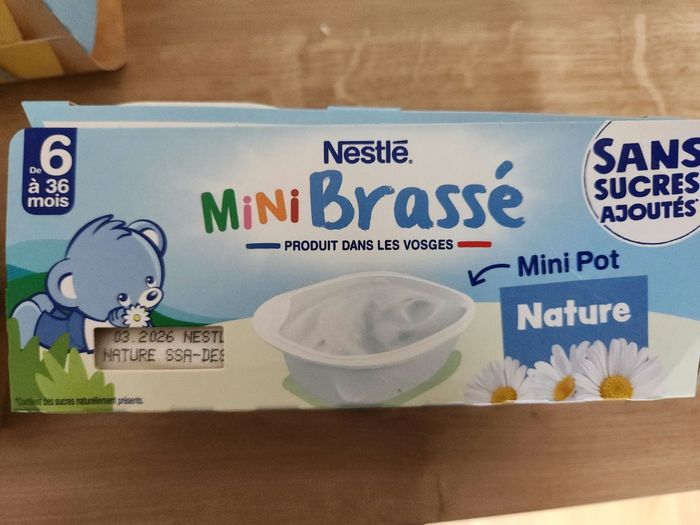 De 6
à 36
mois
Nestlé®
MiNi Brassé
PRODUIT DANS LES VOSGES
SANS
SUCRES
AJOUTÉS*
Mini Pot
Nature
03.2026 NESTL
NATURE SSA-DES
*Contient des sucres naturellement présents.